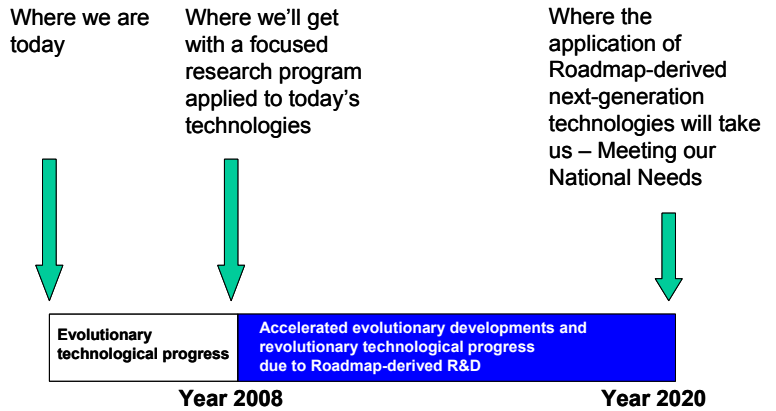 Where we are
today
Where we'll get
with a focused
research program
applied to today's
technologies
Where the
application of
Roadmap-derived
next-generation
technologies will take
us – Meeting our
National Needs
Evolutionary
technological progress
Accelerated evolutionary developments and
revolutionary technological progress
due to Roadmap-derived R&D
Year 2008
Year 2020